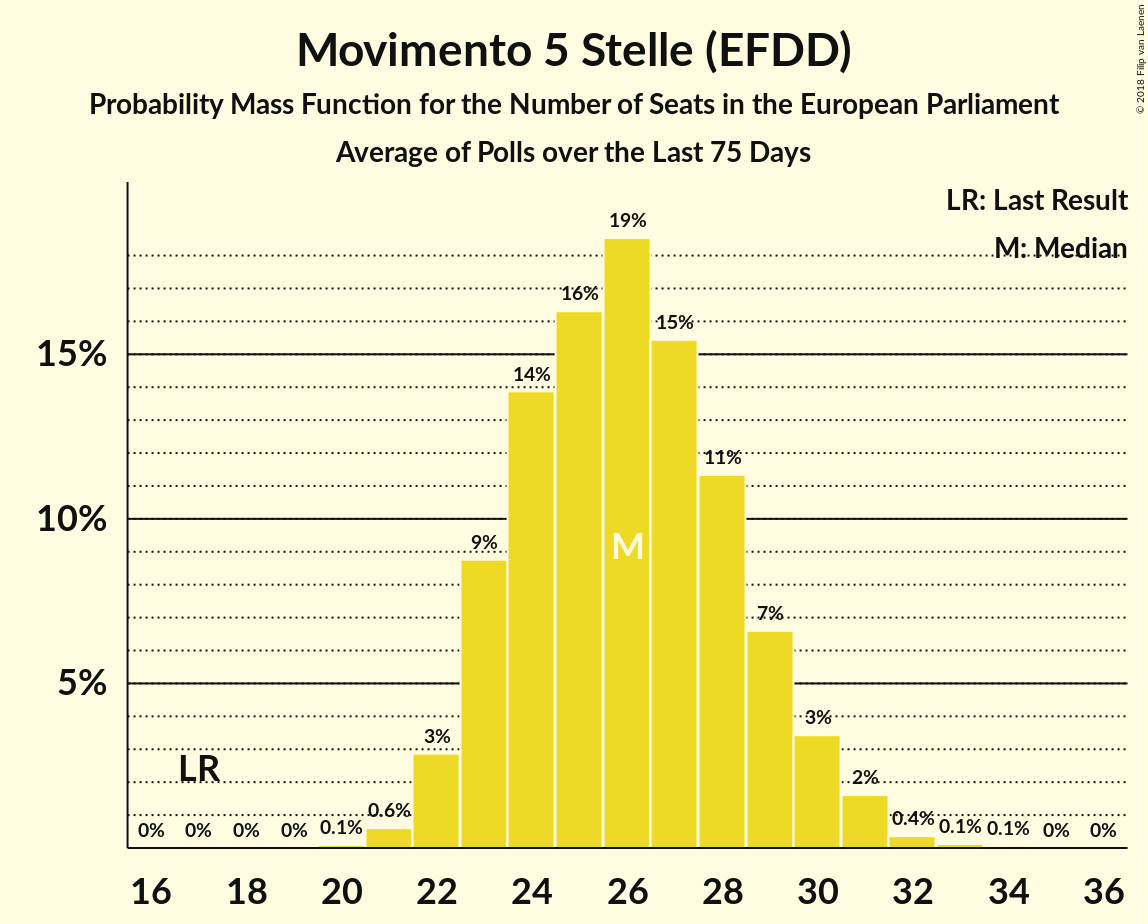 Movimento 5 Stelle (EFDD)
Probability Mass Function for the Number of Seats in the European Parliament
Average of Polls over the Last 75 Days
© 2018 Filip van Laenen
LR: Last Result
M: Median
15%
10%
5%
0%
0%
0%
0%
0.1%
0.6%
3%
9%
14%
16%
19%
15%
11%
7%
3%
2%
0.4%
0.1%
0.1%
0%
0%
LR
M
16 18 20 22 24 26 28 30 32 34 36